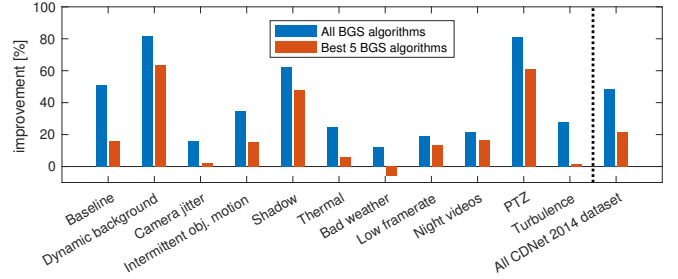 100
80
60
40
20
0
improvement [%]
All BGS algorithms
Best 5 BGS algorithms
Baseline
Dynamic background
Camera jitter
Intermittent obj. motion
Shadow
Thermal
Bad weather
Low framerate
Night videos
PTZ
Turbulence
All CDNet 2014 dataset